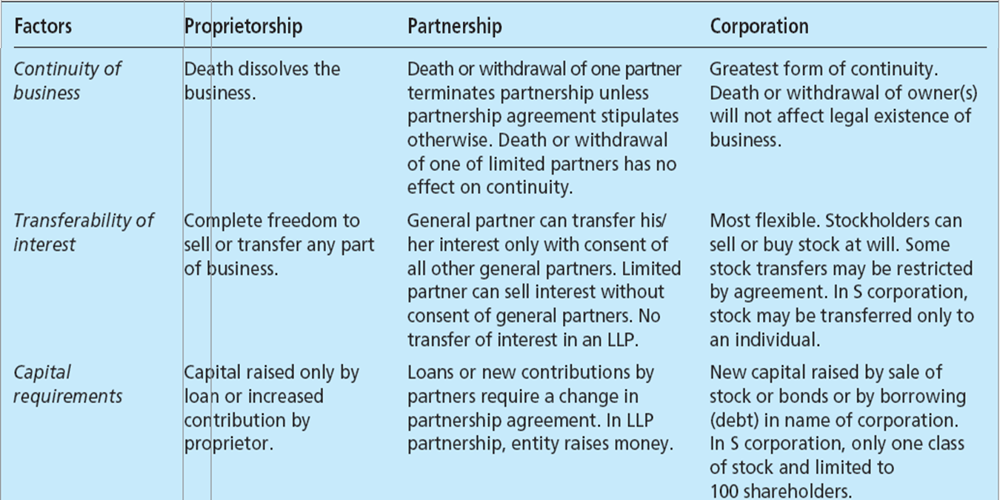 Factors Proprietorship Partnership Corporation
Continuity of
business
Death dissolves the
business.
Death or withdrawal of one partner
terminates partnership unless
partnership agreement stipulates
otherwise. Death or withdrawal
of one of limited partners has no
effect on continuity.
Greatest form of continuity.
Death or withdrawal of owner(s)
will not affect legal existence of
business.
Transferability of
interest
Complete freedom to
sell or transfer any part
of business.
General partner can transfer his/
her interest only with consent of
all other general partners. Limited
partner can sell interest without
consent of general partners. No
transfer of interest in an LLP.
Most flexible. Stockholders can
sell or buy stock at will. Some
stock transfers may be restricted
by agreement. In S corporation,
stock may be transferred only to
an individual.
Capital
requirements
Capital raised only by
loan or increased
contribution by
proprietor.
Loans or new contributions by
partners require a change in
partnership agreement. In LLP
partnership, entity raises money.
New capital raised by sale of
stock or bonds or by borrowing
(debt) in name of corporation.
In S corporation, only one class
of stock and limited to
100 shareholders.